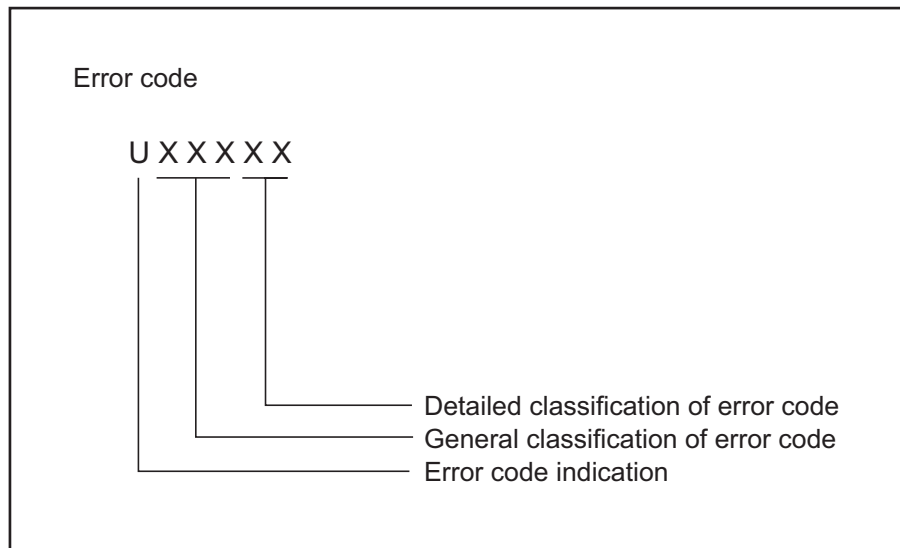 Error code
U X X X X X
Detailed classification of error code
General classification of error code
Error code indication